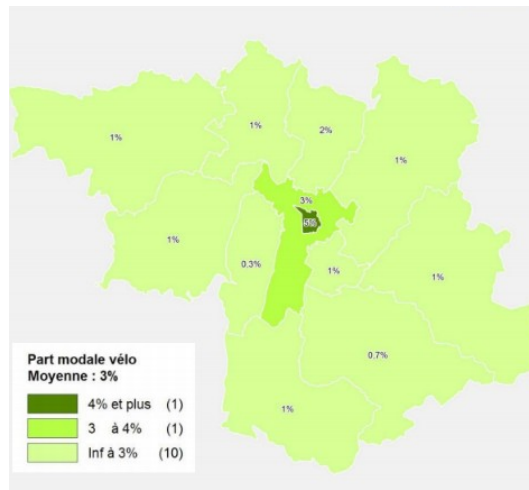 1%
1%
2%
1%
3%
5%
1%
0.3%
1%
1%
0.7%
1%
Part modale vélo
Moyenne : 3%
4% et plus (1)
3 à 4% (1)
Inf à 3% (10)